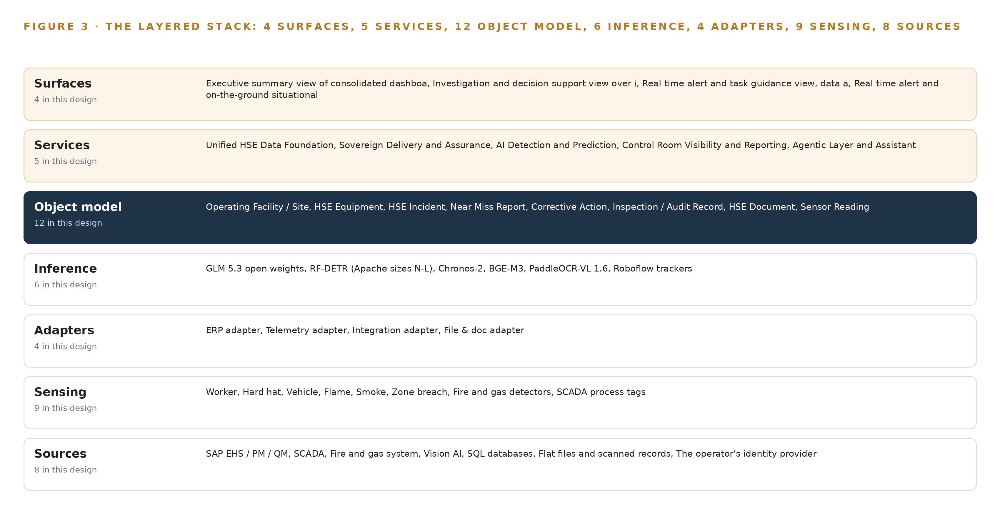 FIGURE 3 · THE LAYERED STACK: 4 SURFACES, 5 SERVICES, 12 OBJECT MODEL, 6 INFERENCE, 4 ADAPTERS, 9 SENSING, 8 SOURCES
Surfaces
4 in this design
Executive summary view of consolidated dashboa, Investigation and decision-support view over i, Real-time alert and task guidance view, data a, Real-time alert and
on-the-ground situational
Services
5 in this design
Unified HSE Data Foundation, Sovereign Delivery and Assurance, AI Detection and Prediction, Control Room Visibility and Reporting, Agentic Layer and Assistant
Object model
12 in this design
Operating Facility / Site, HSE Equipment, HSE Incident, Near Miss Report, Corrective Action, Inspection / Audit Record, HSE Document, Sensor Reading
Inference
6 in this design
GLM 5.3 open weights, RF-DETR (Apache sizes N-L), Chronos-2, BGE-M3, PaddleOCR-VL 1.6, Roboflow trackers
Adapters
4 in this design
ERP adapter, Telemetry adapter, Integration adapter, File & doc adapter
Sensing
9 in this design
Worker, Hard hat, Vehicle, Flame, Smoke, Zone breach, Fire and gas detectors, SCADA process tags
Sources
8 in this design
SAP EHS / PM / QM, SCADA, Fire and gas system, Vision AI, SQL databases, Flat files and scanned records, The operator's identity provider